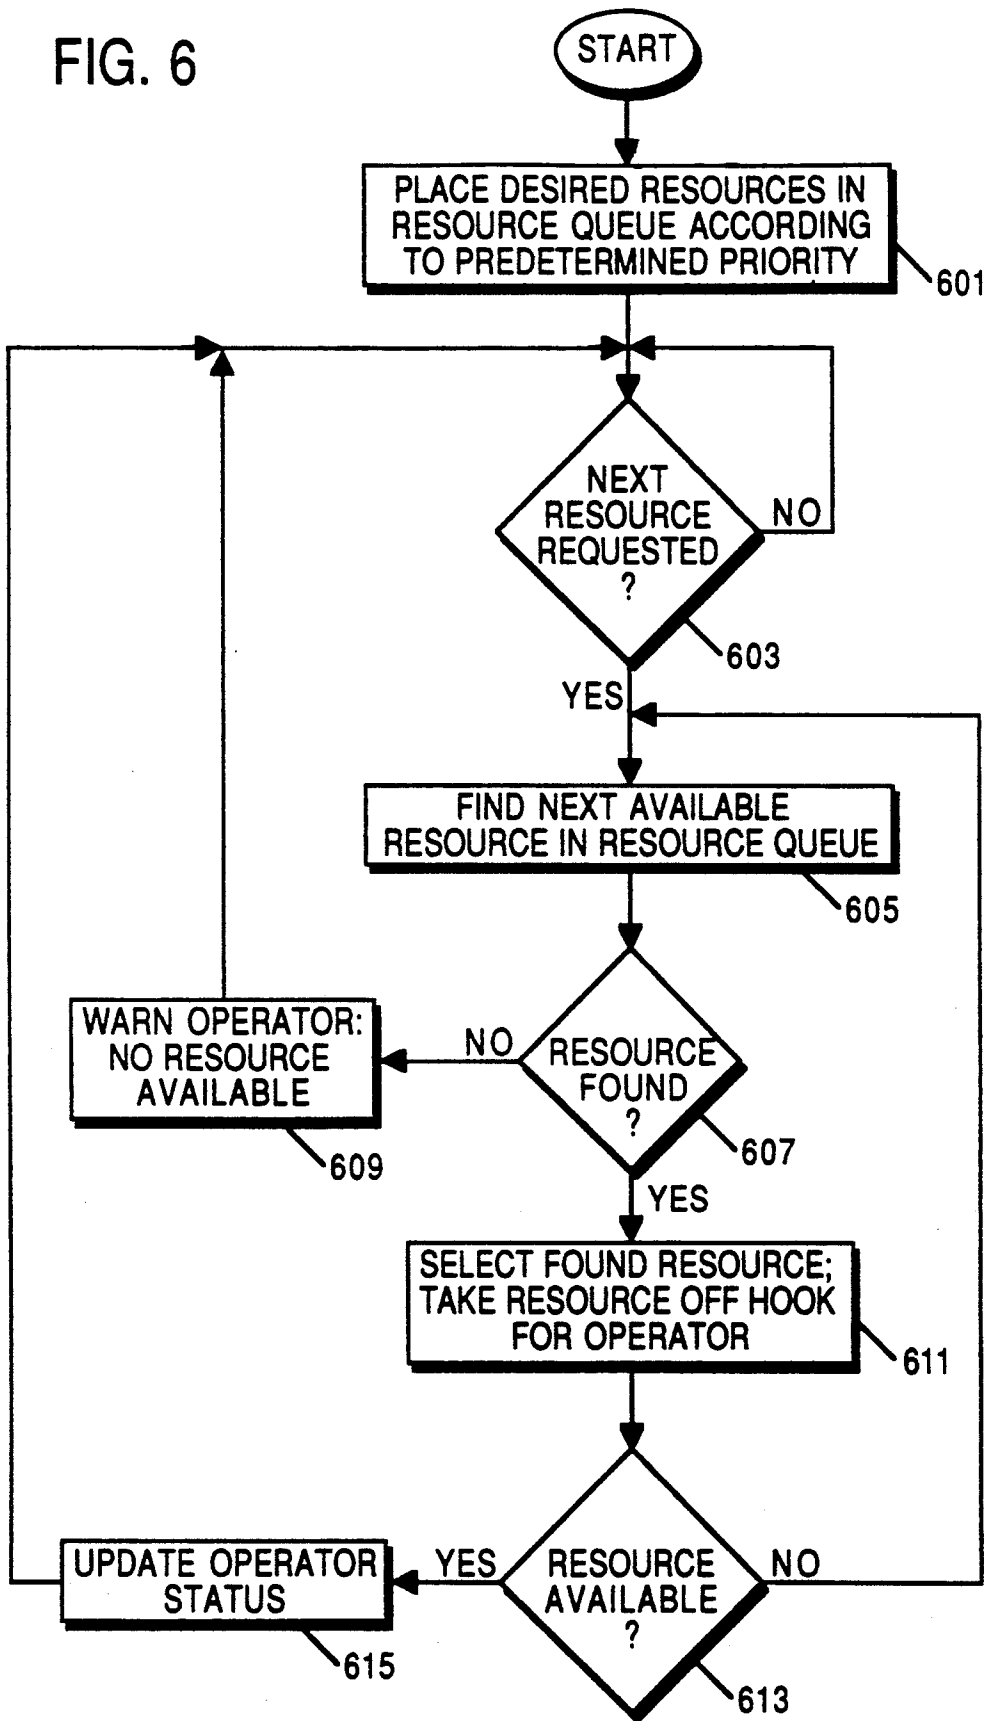 FIG. 6
START
PLACE DESIRED RESOURCES IN
RESOURCE QUEUE ACCORDING
TO PREDETERMINED PRIORITY
601
NEXT
RESOURCE
REQUESTED
?
NO
603
YES
FIND NEXT AVAILABLE
RESOURCE IN RESOURCE QUEUE
605
WARN OPERATOR:
NO RESOURCE
AVAILABLE
609
NO
RESOURCE
FOUND
?
607
YES
SELECT FOUND RESOURCE;
TAKE RESOURCE OFF HOOK
FOR OPERATOR
611
UPDATE OPERATOR
STATUS
615
YES
RESOURCE
AVAILABLE
?
NO
613